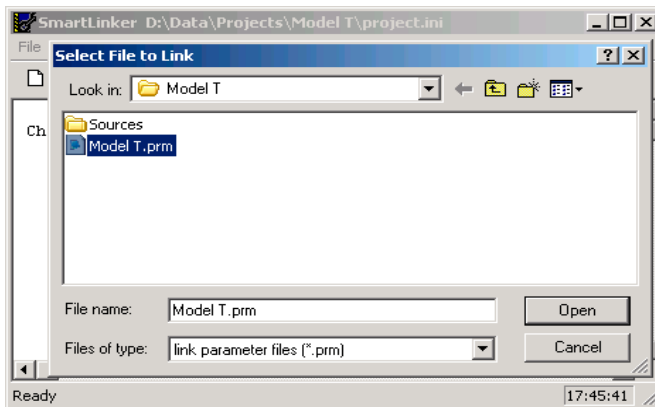 SmartLinker D:\Data\Projects\Model T\project.ini
File
Select File to Link
Look in: Model T
Ch
Sources
Model T.prm
File name: Model T.prm Open
Files of type: link parameter files (*.prm) Cancel
Ready 17:45:41